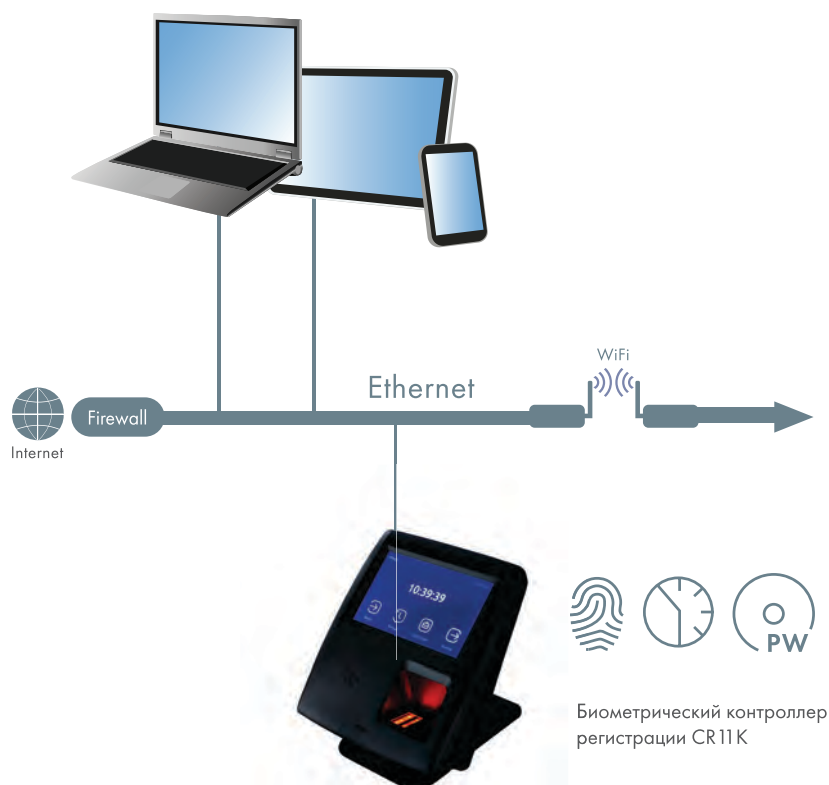 WiFi
Ethernet
Firewall
Internet
10:39:39
PW
Биометрический контроллер
регистрации CR11K